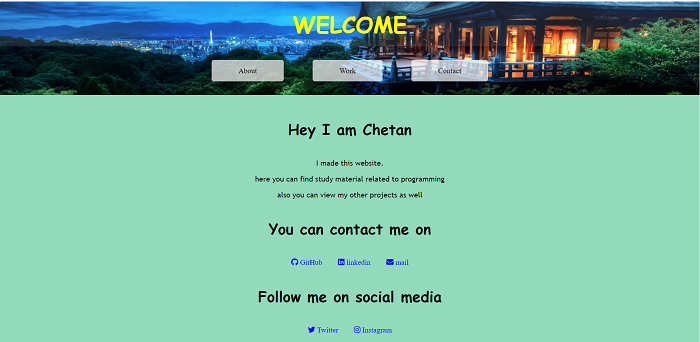 WELCOME
About Work Contact
Hey I am Chetan
I made this website.
here you can find study material related to programming
also you can view my other projects as well
You can contact me on
GitHub linkedin mail
Follow me on social media
Twitter Instagram